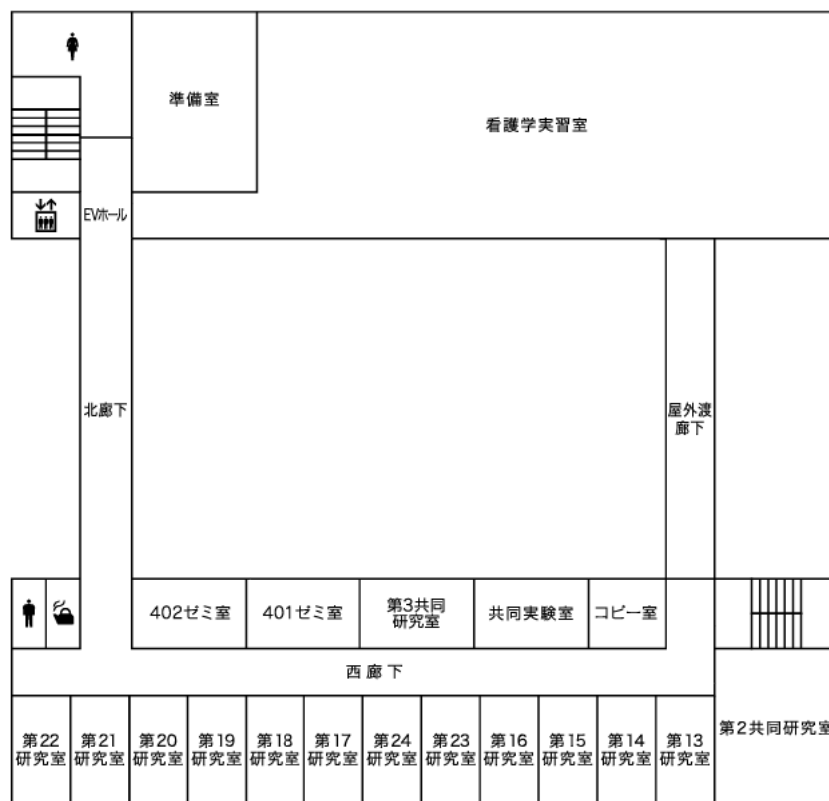 準備室
看護学実習室
EVホール
北廊下
屋外渡
廊下
402ゼミ室
401ゼミ室
第3共同
研究室
共同実験室
コピー室
西廊下
第22
研究室
第21
研究室
第20
研究室
第19
研究室
第18
研究室
第17
研究室
第24
研究室
第23
研究室
第16
研究室
第15
研究室
第14
研究室
第13
研究室
第2共同研究室